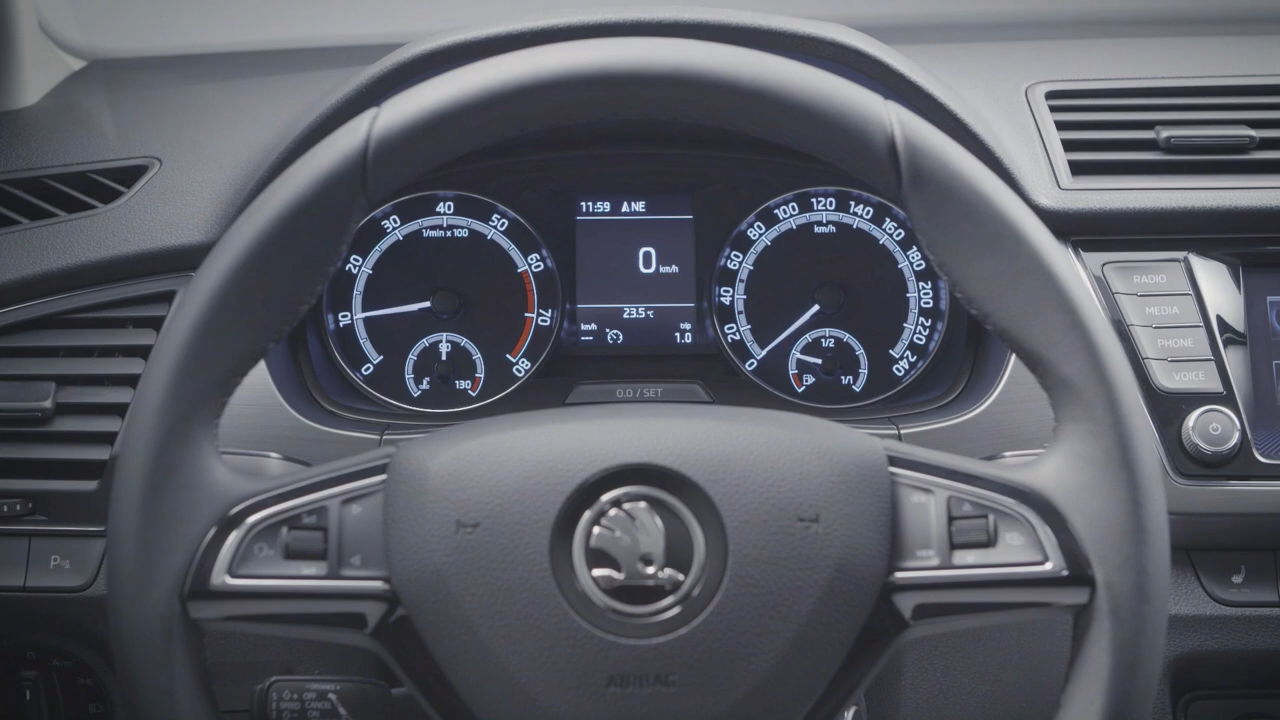 0
10
20
30
40
50
60
70
80
1/min x 100
90
130
11:59 NE
0 km/h
23.5 °C
km/h trip
--- 1.0
0.0 / SET
0
20
40
60
80
100
120
140
160
180
200
220
240
km/h
1/2
1/1
RADIO
MEDIA
PHONE
VOICE
P
AIRBAG
OFF
SPEED CANCEL
ON